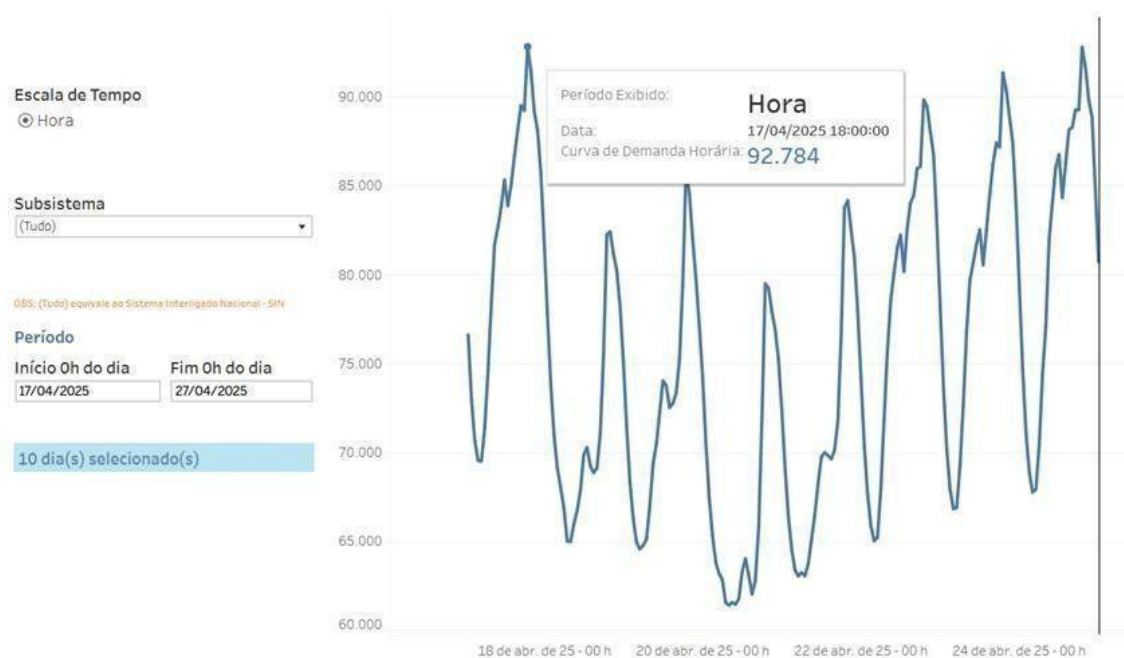 Escala de Tempo
Hora
Subsistema
(Tudo)
OBS: (Tudo) equivale ao Sistema Interligado Nacional - SIN
Período
Início 0h do dia Fim 0h do dia
17/04/2025 27/04/2025
10 dia(s) selecionado(s)
90.000
85.000
80.000
75.000
70.000
65.000
60.000
Período Exibido: Hora
Data: 17/04/2025 18:00:00
Curva de Demanda Horária: 92.784
18 de abr. de 25 - 00 h 20 de abr. de 25 - 00 h 22 de abr. de 25 - 00 h 24 de abr. de 25 - 00 h